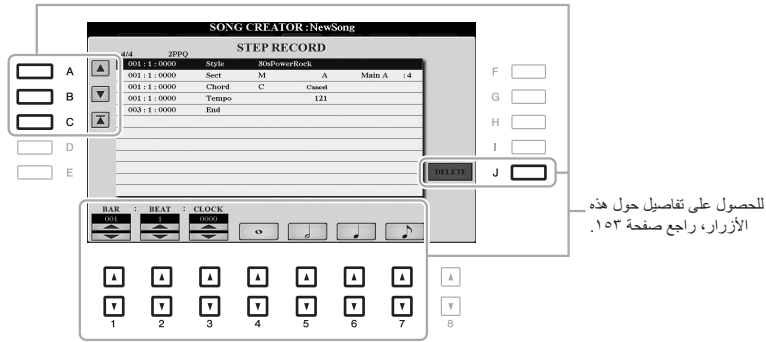 SONG CREATOR : NewSong
4/4 2PPQ STEP RECORD
001 : 1 : 0000 Style 80sPowerRock
001 : 1 : 0000 Sect M A Main A : 4
001 : 1 : 0000 Chord C Cancel
001 : 1 : 0000 Tempo 121
003 : 1 : 0000 End
A
B
C
D
E
F
G
H
I
DELETE J
للحصول على تفاصيل حول هذه
الأزرار، راجع صفحة ١٥٣.
BAR : BEAT : CLOCK
001 1 0000
1 2 3 4 5 6 7 8